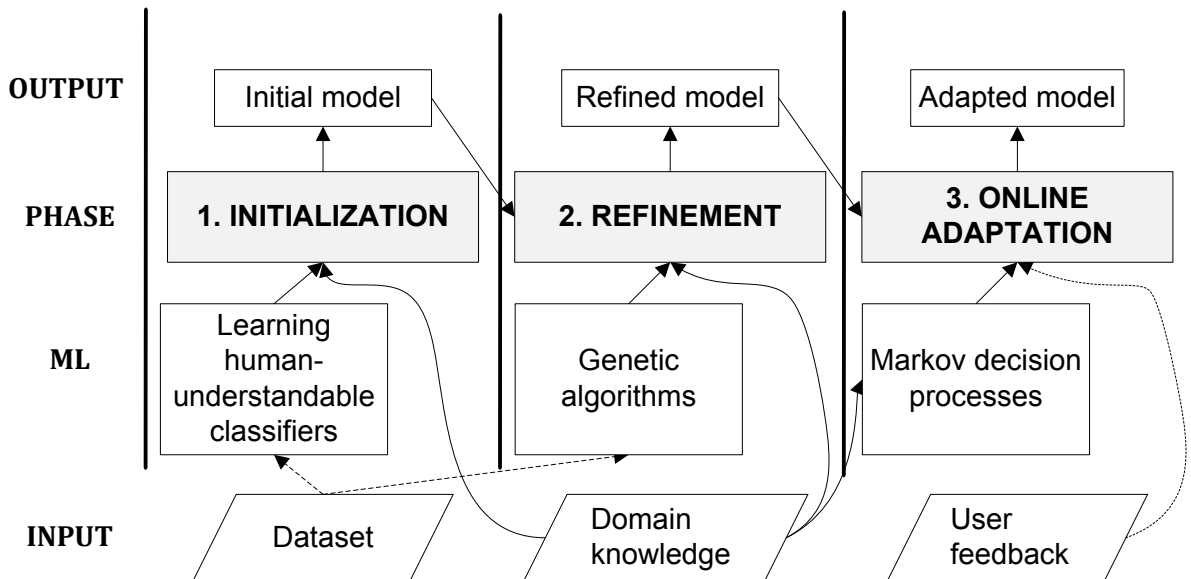 OUTPUT
Initial model
Refined model
Adapted model
PHASE
1. INITIALIZATION
2. REFINEMENT
3. ONLINE
ADAPTATION
ML
Learning
human-
understandable
classifiers
Genetic
algorithms
Markov decision
processes
INPUT
Dataset
Domain
knowledge
User
feedback